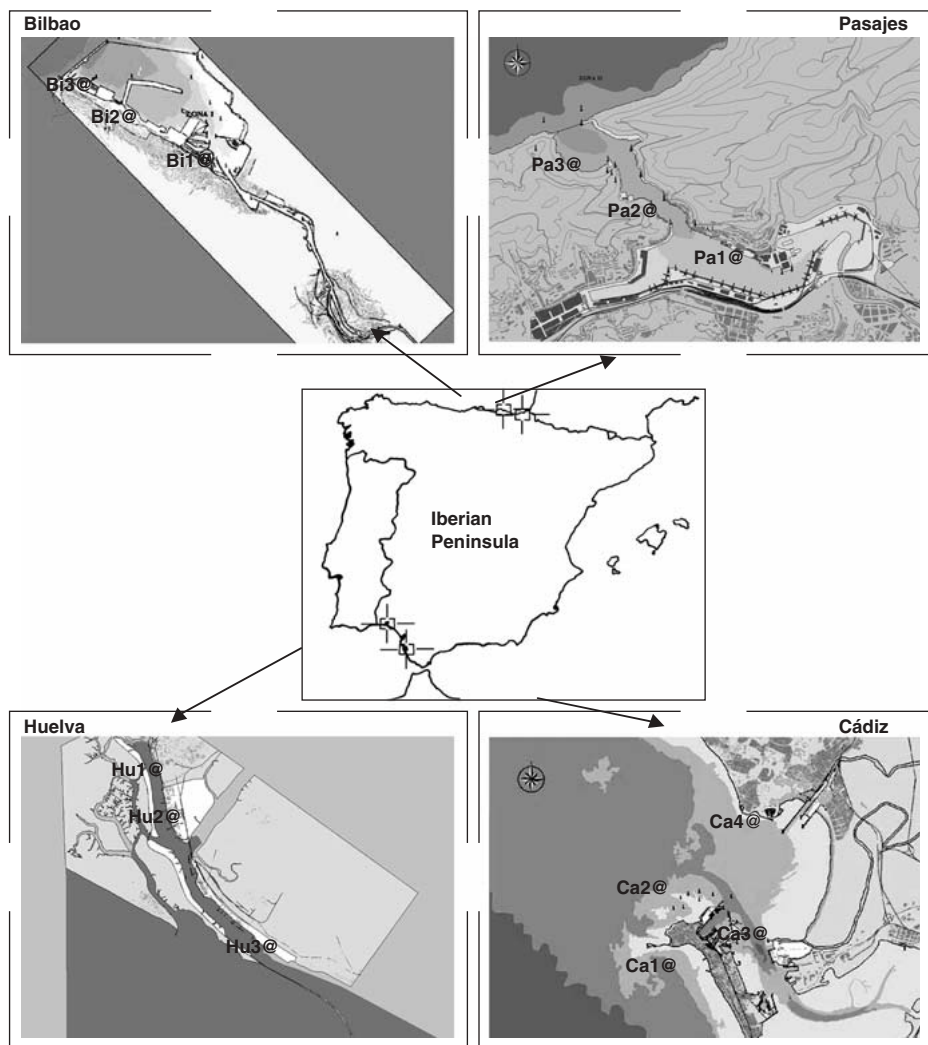 Bilbao
Pasajes
ZONA II
Bi3@
Bi2@
ZONA I
Bi1@
Pa3@
Pa2@
Pa1@
Iberian
Peninsula
Huelva
Cádiz
Hu1@
Hu2@
Hu3@
Ca4@
Ca2@
Ca3@
Ca1@